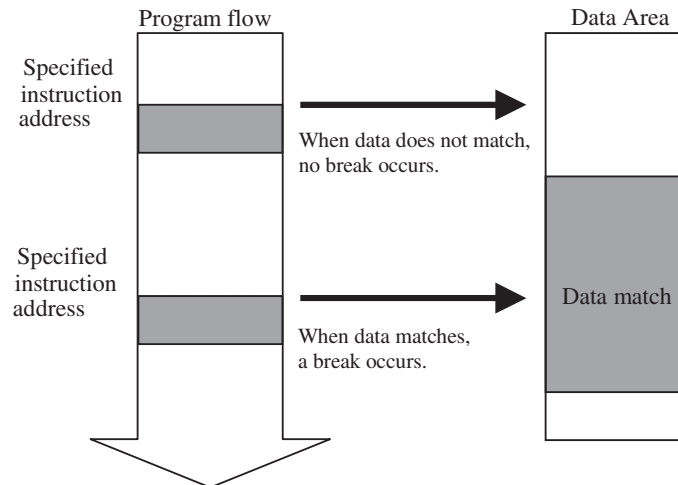 Program flow
Data Area
Specified
instruction
address
When data does not match,
no break occurs.
Specified
instruction
address
Data match
When data matches,
a break occurs.